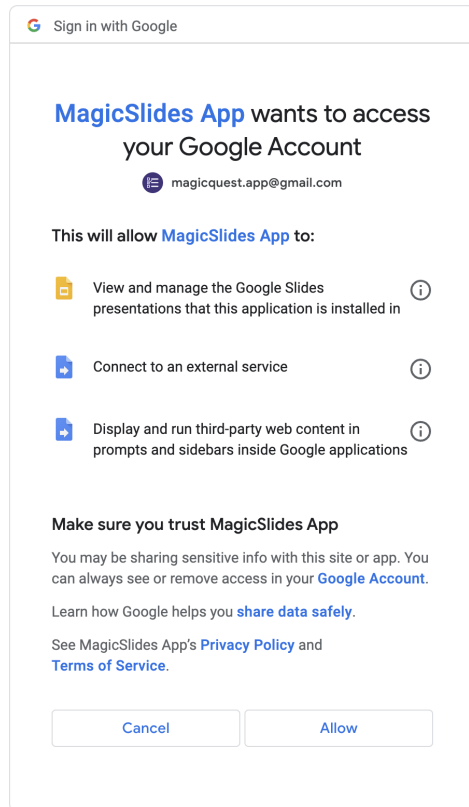 Sign in with Google
MagicSlides App wants to access
your Google Account
magicquest.app@gmail.com
This will allow MagicSlides App to:
View and manage the Google Slides
presentations that this application is installed in
Connect to an external service
Display and run third-party web content in
prompts and sidebars inside Google applications
Make sure you trust MagicSlides App
You may be sharing sensitive info with this site or app. You
can always see or remove access in your Google Account.
Learn how Google helps you share data safely.
See MagicSlides App’s Privacy Policy and
Terms of Service.
Cancel
Allow